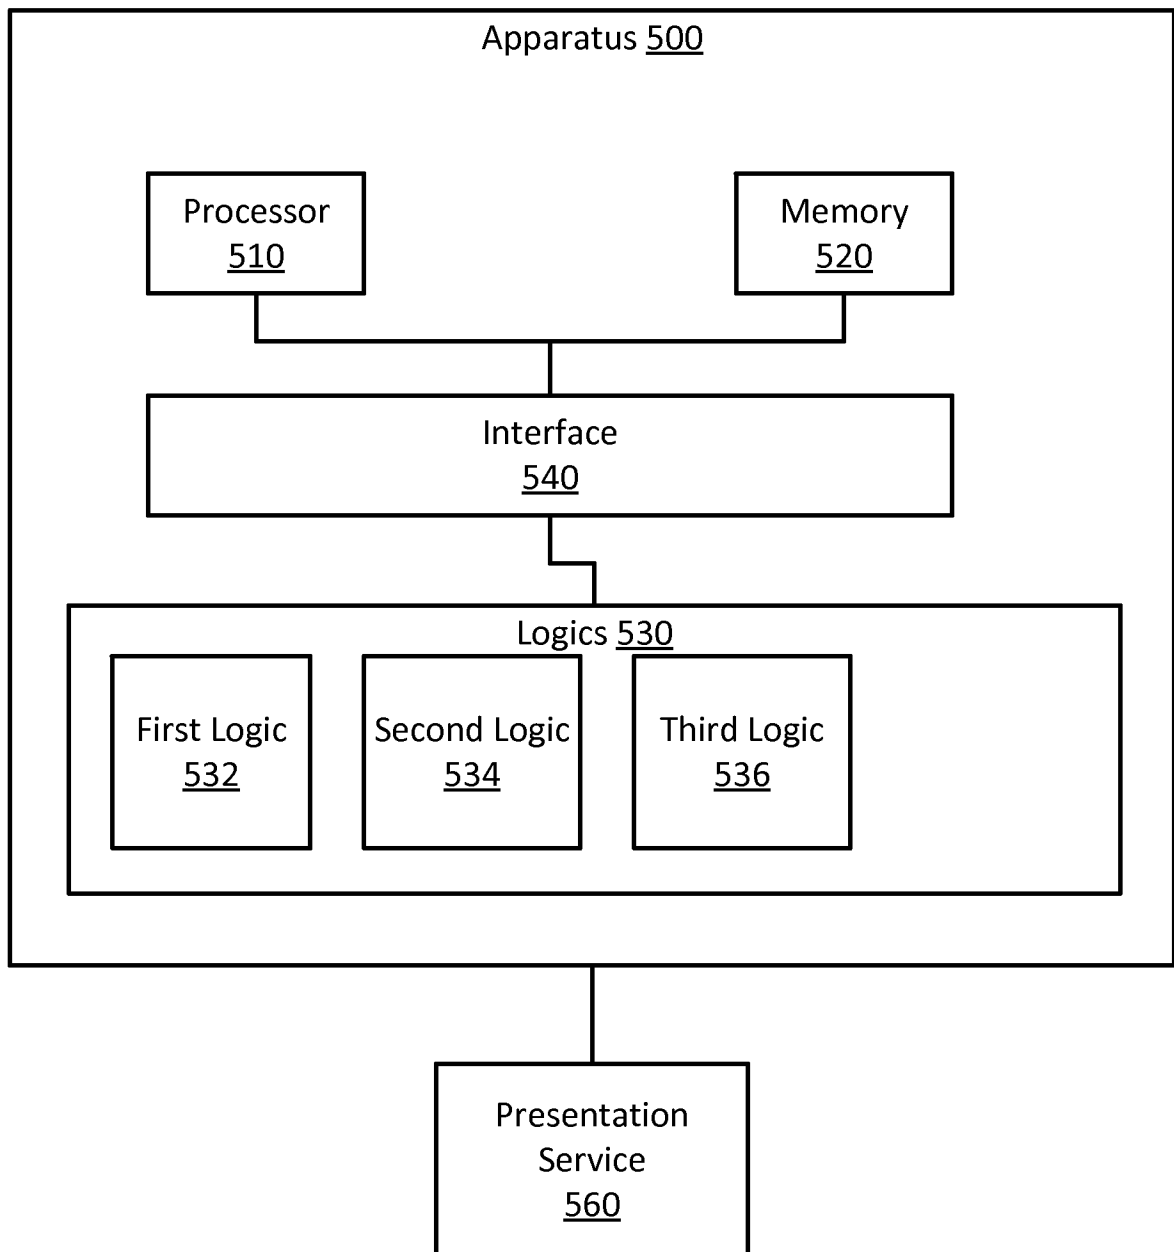 Apparatus 500
Processor
510
Memory
520
Interface
540
Logics 530
First Logic
532
Second Logic
534
Third Logic
536
Presentation
Service
560